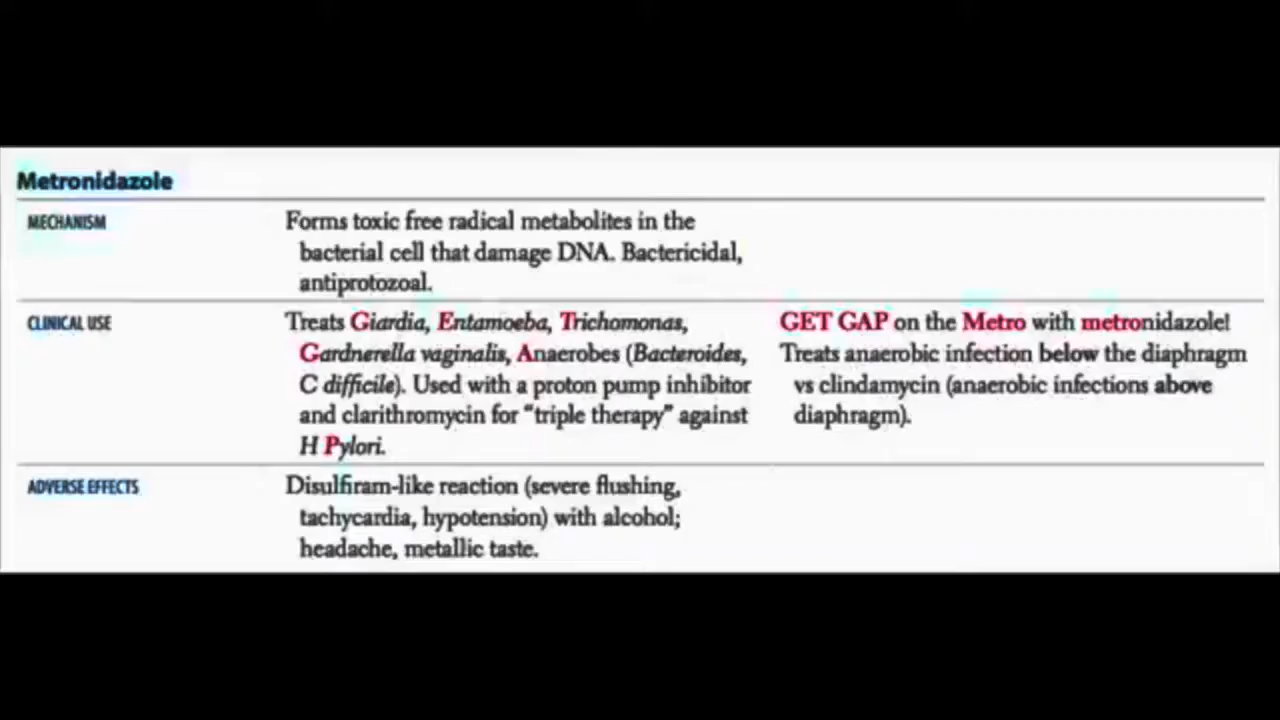 Metronidazole
MECHANISM
Forms toxic free radical metabolites in the
bacterial cell that damage DNA. Bactericidal,
antiprotozoal.
CLINICAL USE
Treats Giardia, Entamoeba, Trichomonas,
Gardnerella vaginalis, Anaerobes (Bacteroides,
C difficile). Used with a proton pump inhibitor
and clarithromycin for “triple therapy” against
H Pylori.
GET GAP on the Metro with metronidazole!
Treats anaerobic infection below the diaphragm
vs clindamycin (anaerobic infections above
diaphragm).
ADVERSE EFFECTS
Disulfiram-like reaction (severe flushing,
tachycardia, hypotension) with alcohol;
headache, metallic taste.